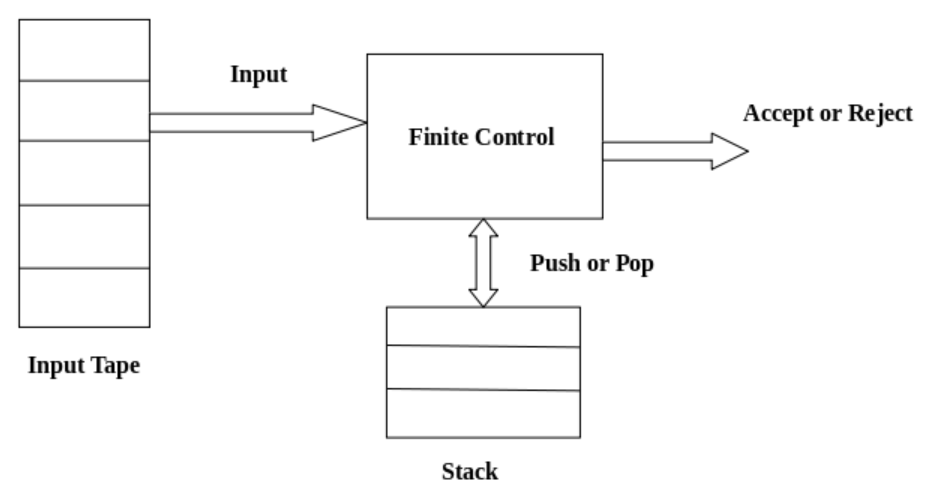 Input
Accept or Reject
Finite Control
Push or Pop
Input Tape
Stack